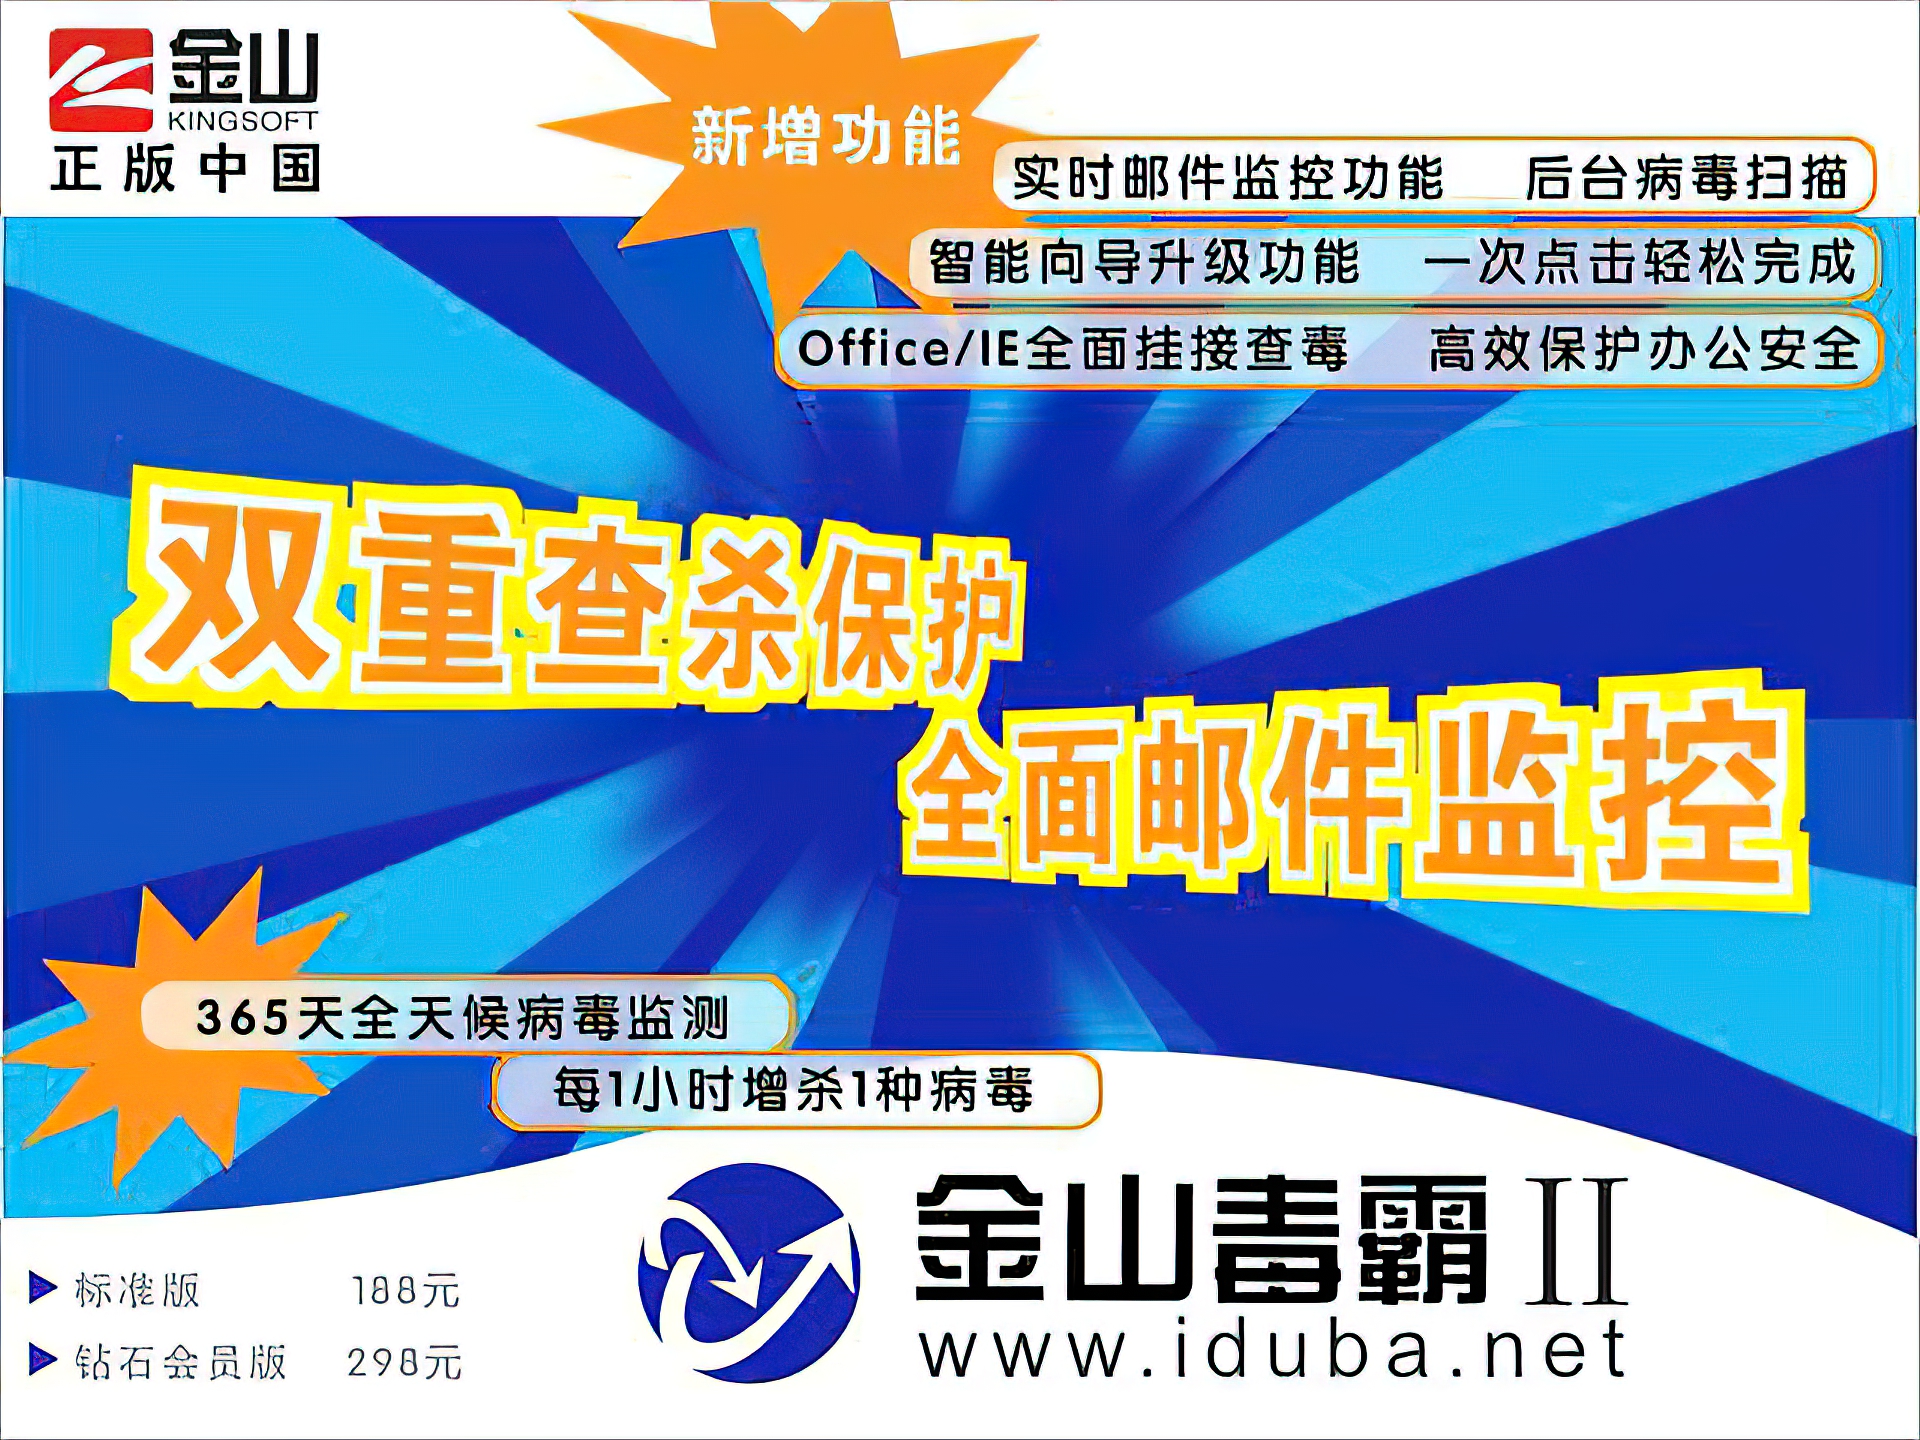 金山
KINGSOFT
正版中国
新增功能
实时邮件监控功能 后台病毒扫描
智能向导升级功能 一次点击轻松完成
Office/IE全面挂接查毒 高效保护办公安全
双重查杀保护
全面邮件监控
365天全天候病毒监测
每1小时增杀1种病毒
金山毒霸II
www.iduba.net
标准版 188元
钻石会员版 298元